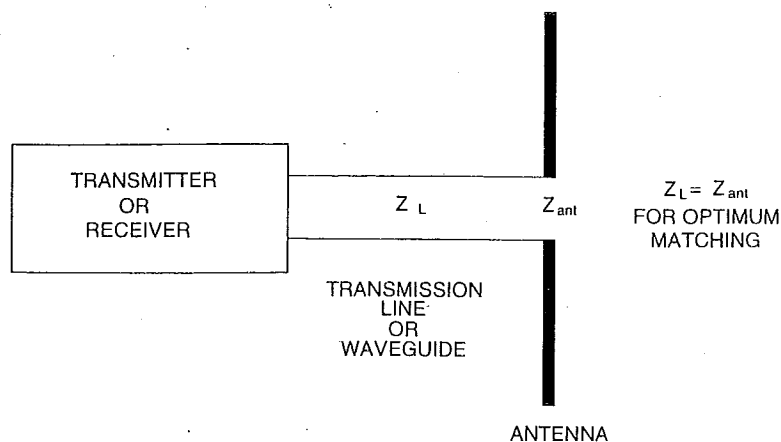 TRANSMITTER
OR
RECEIVER
Z L
Z ant
Z L = Z ant
FOR OPTIMUM
MATCHING
TRANSMISSION
LINE
OR
WAVEGUIDE
ANTENNA